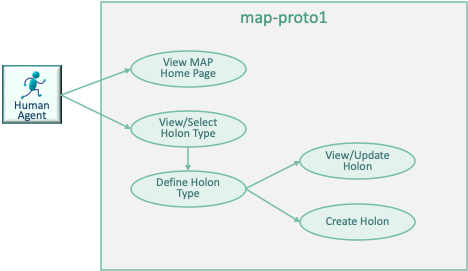 map-proto1
View MAP
Home Page
Human
Agent
View/Select
Holon Type
Define Holon
Type
View/Update
Holon
Create Holon